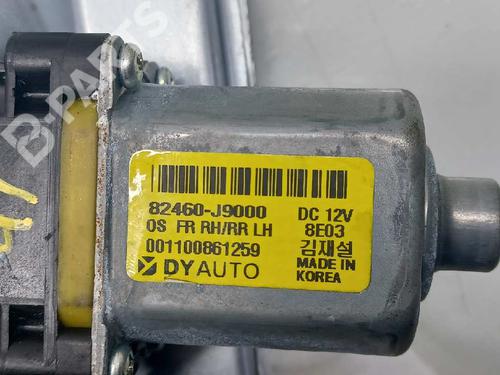 B-PARTS
82460-J9000 DC 12V
OS FR RH/RR LH 8E03
001100861259 김재설
DYAUTO MADE IN
KOREA